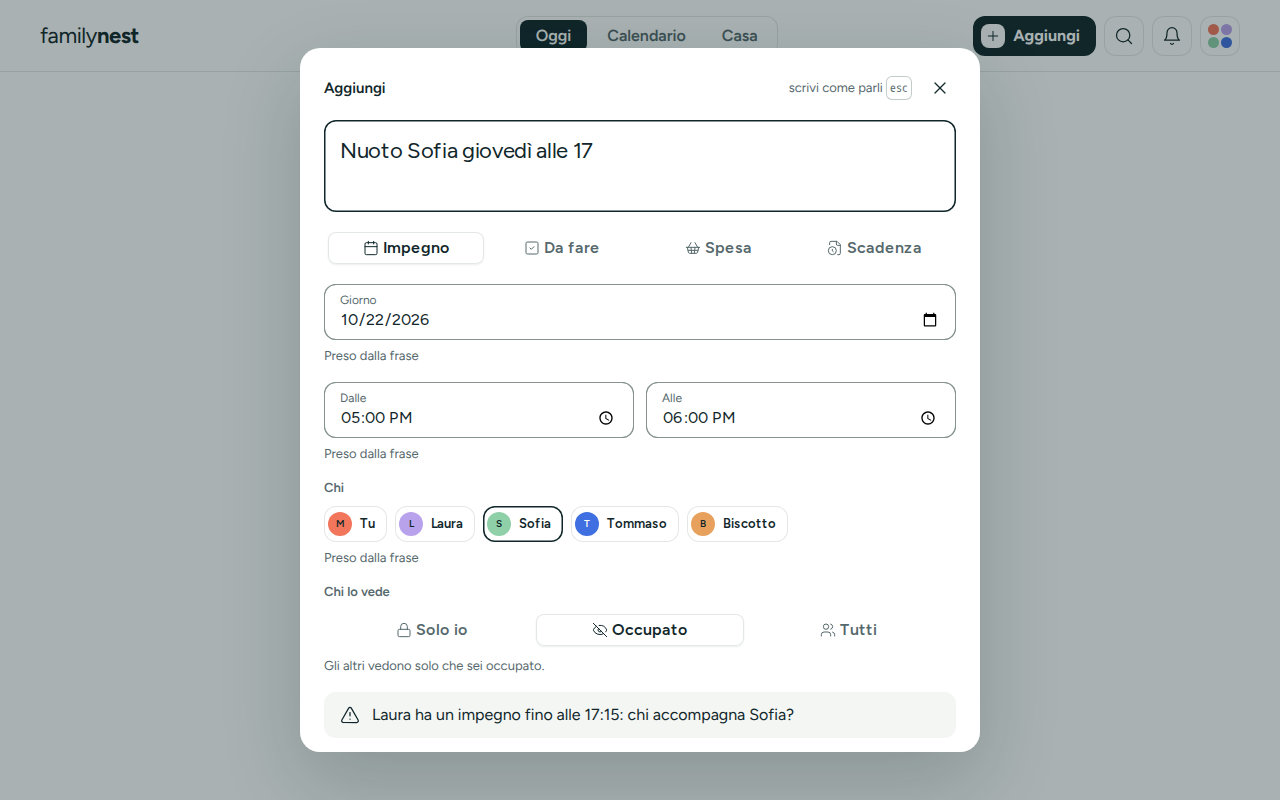 familynest
Oggi Calendario Casa
Aggiungi
Aggiungi
scrivi come parli esc
Nuoto Sofia giovedì alle 17
Impegno Da fare Spesa Scadenza
Giorno
10/22/2026
Preso dalla frase
Dalle Alle
05:00 PM 06:00 PM
Preso dalla frase
Chi
M Tu L Laura S Sofia T Tommaso B Biscotto
Preso dalla frase
Chi lo vede
Solo io Occupato Tutti
Gli altri vedono solo che sei occupato.
Laura ha un impegno fino alle 17:15: chi accompagna Sofia?